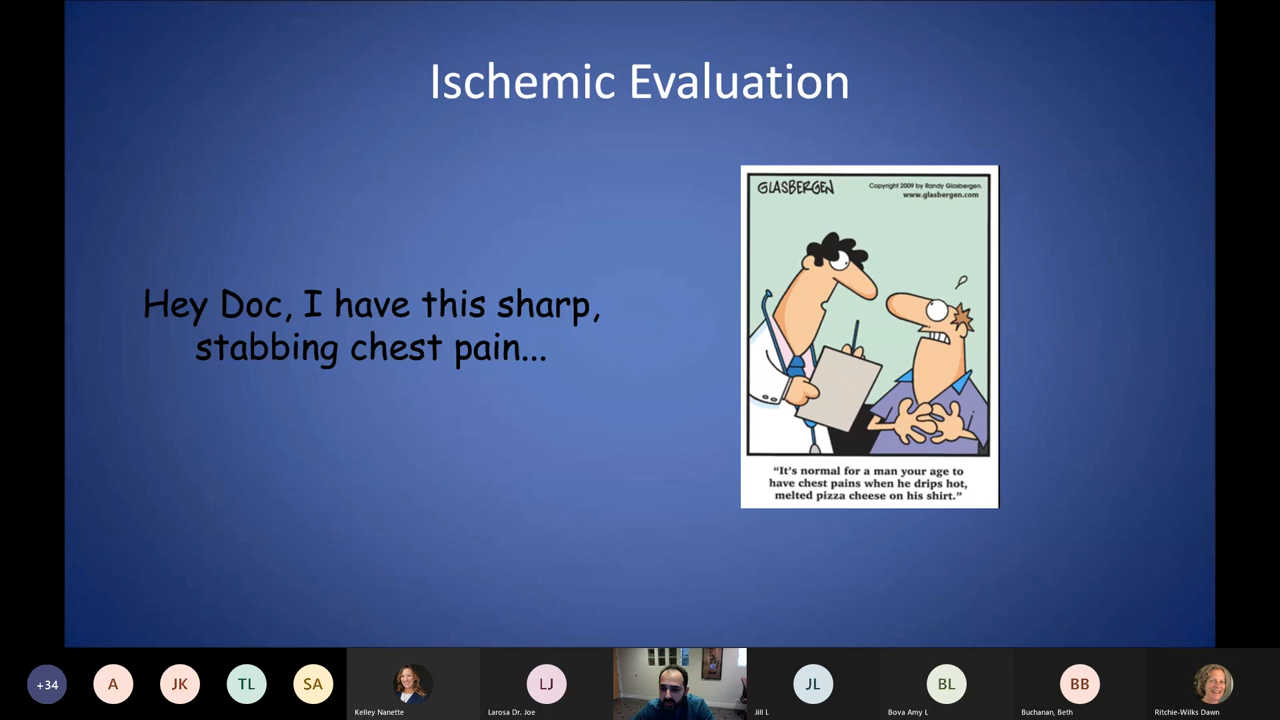 Ischemic Evaluation
Hey Doc, I have this sharp,
stabbing chest pain...
GLASBERGEN
Copyright 2009 by Randy Glasbergen.
www.glasbergen.com
“It’s normal for a man your age to
have chest pains when he drips hot,
melted pizza cheese on his shirt.”
+34
A
JK
TL
SA
Kelley Nanette
LJ
Larosa Dr. Joe
JL
Jill L
BL
Bova Amy L
BB
Buchanan, Beth
Ritchie-Wilks Dawn